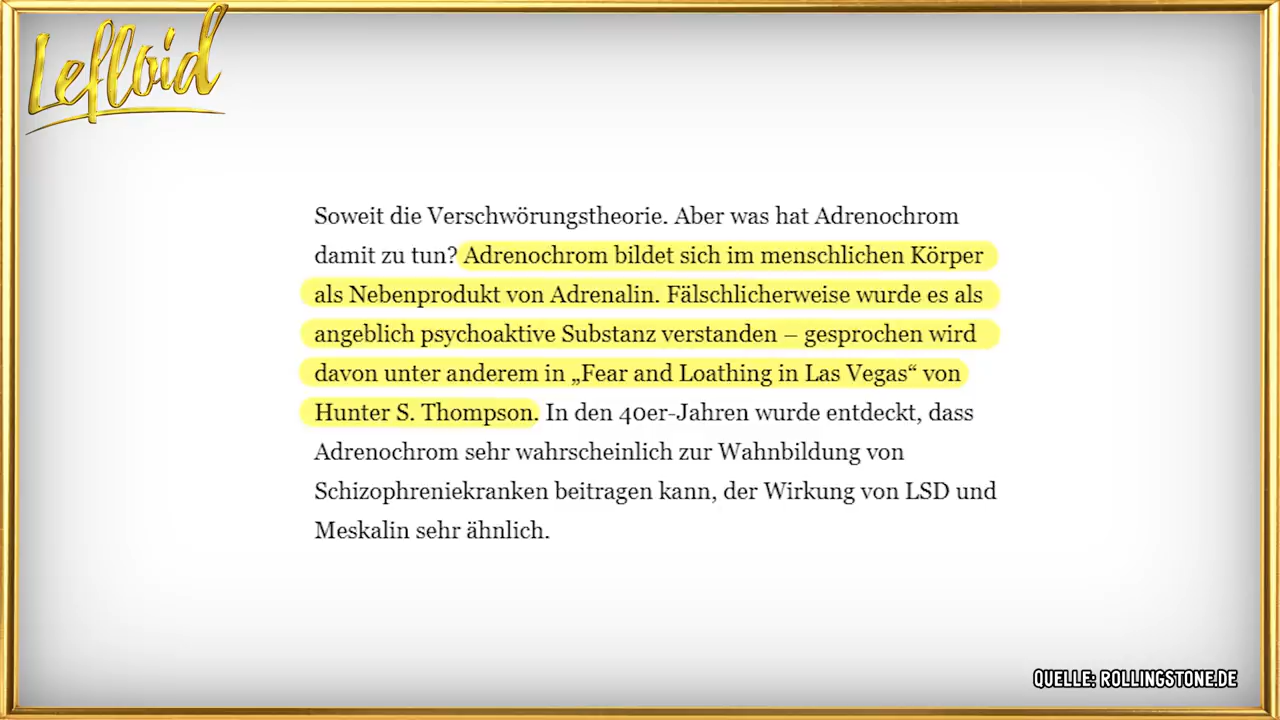 Lefloid
Soweit die Verschwörungstheorie. Aber was hat Adrenochrom
damit zu tun? Adrenochrom bildet sich im menschlichen Körper
als Nebenprodukt von Adrenalin. Fälschlicherweise wurde es als
angeblich psychoaktive Substanz verstanden – gesprochen wird
davon unter anderem in „Fear and Loathing in Las Vegas“ von
Hunter S. Thompson. In den 40er-Jahren wurde entdeckt, dass
Adrenochrom sehr wahrscheinlich zur Wahnbildung von
Schizophreniekranken beitragen kann, der Wirkung von LSD und
Meskalin sehr ähnlich.
QUELLE: ROLLINGSTONE.DE